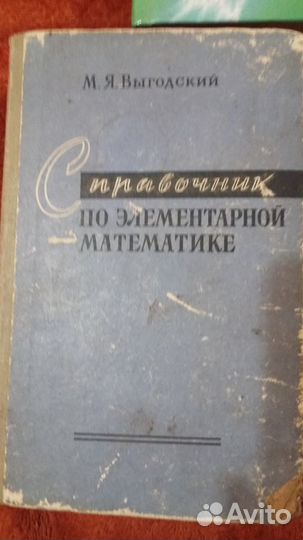 М. Я. Выгодский
Справочник
ПО ЭЛЕМЕНТАРНОЙ
МАТЕМАТИКЕ
Avito